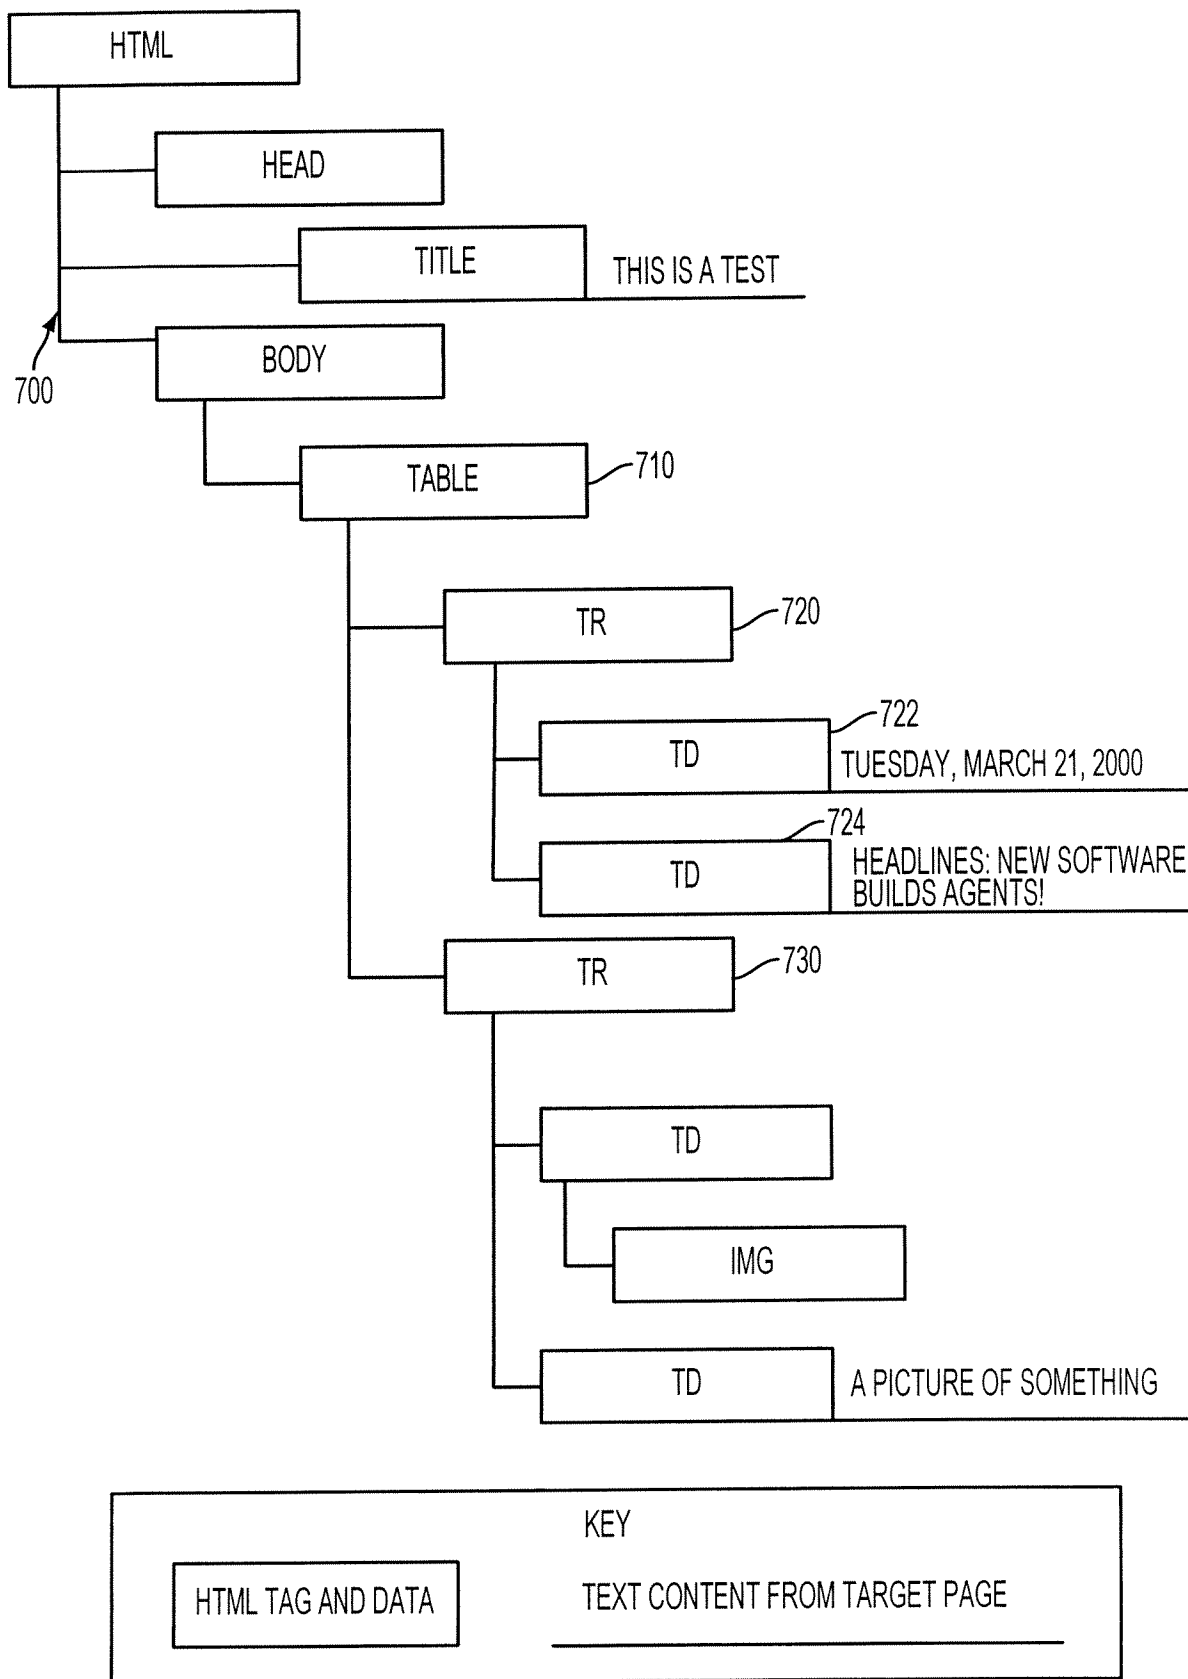 HTML
HEAD
TITLE
THIS IS A TEST
700
BODY
TABLE
710
TR
720
722
TD
TUESDAY, MARCH 21, 2000
724
TD
HEADLINES: NEW SOFTWARE
BUILDS AGENTS!
TR
730
TD
IMG
TD
A PICTURE OF SOMETHING
KEY
HTML TAG AND DATA
TEXT CONTENT FROM TARGET PAGE